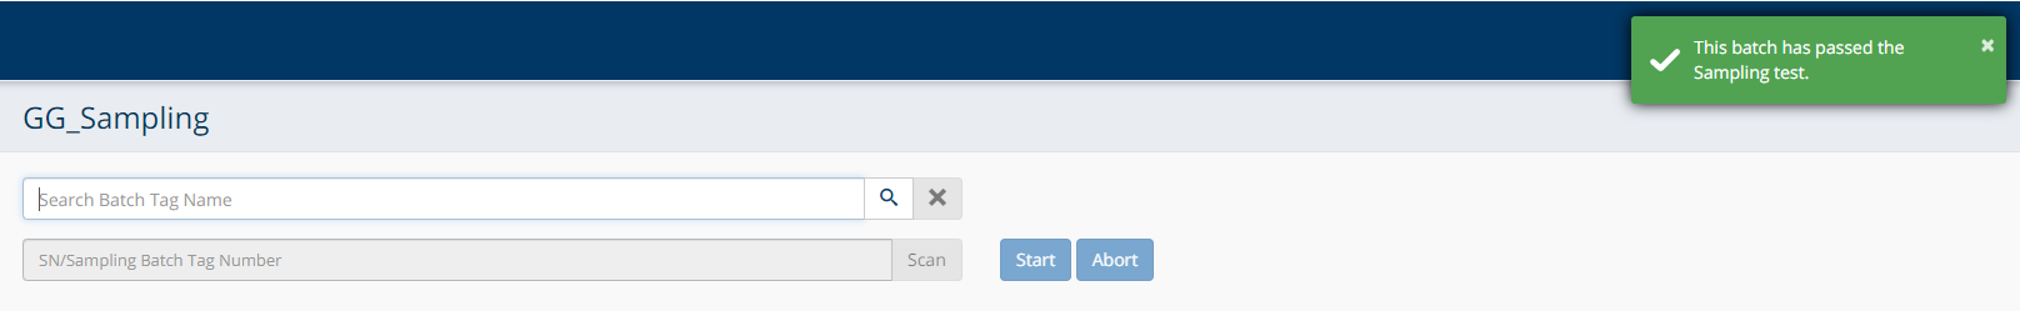 This batch has passed the
Sampling test.
GG_Sampling
Search Batch Tag Name
SN/Sampling Batch Tag Number
Scan
Start
Abort